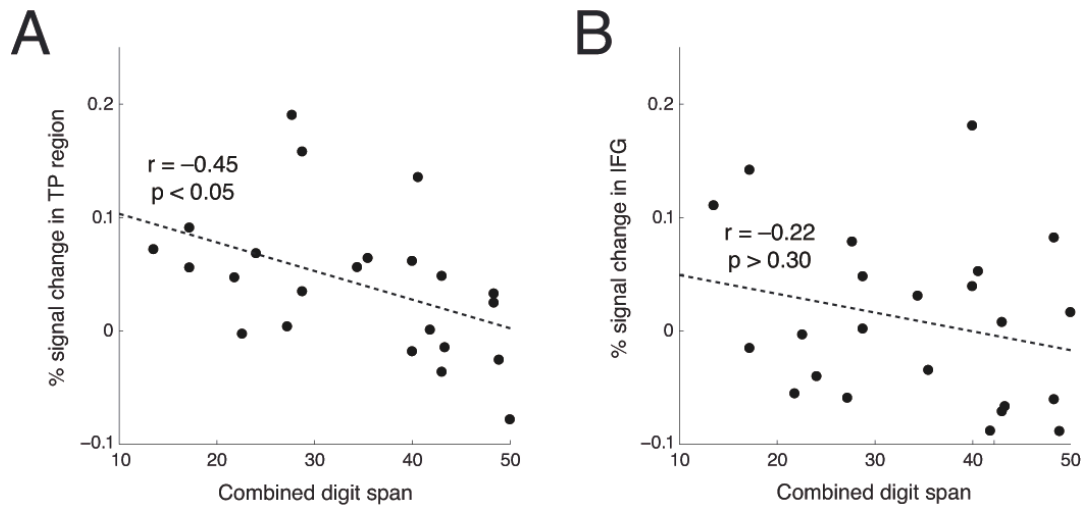 A
% signal change in TP region
0.2
0.1
0
−0.1
r = −0.45
p < 0.05
10 20 30 40 50
Combined digit span
B
% signal change in IFG
0.2
0.1
0
−0.1
r = −0.22
p > 0.30
10 20 30 40 50
Combined digit span